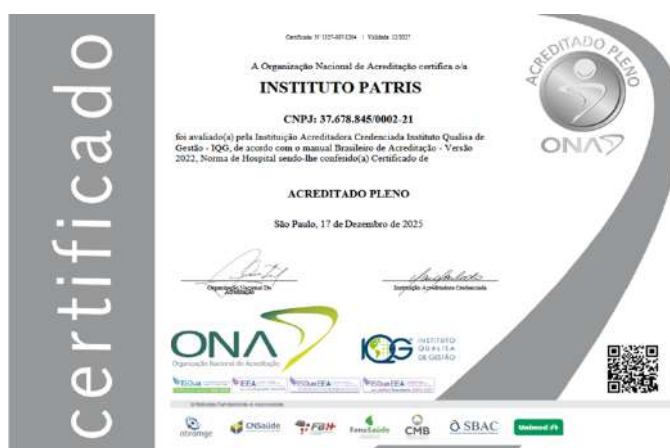 certificado
Validade: 12/2027
A Organização Nacional de Acreditação certifica o/a
INSTITUTO PATRIS
CNPJ: 37.678.845/0002-21
foi avaliado(a) pela Instituição Acreditadora Credenciada Instituto Qualisa de
Gestão - IQG, de acordo com o manual Brasileiro de Acreditação - Versão
2022, Norma de Hospital sendo-lhe conferido(a) Certificado de
ACREDITADO PLENO
São Paulo, 17 de Dezembro de 2025
ACREDITADO PLENO
ONA
Organização Nacional De
Acreditação
Instituição Acreditadora Credenciada
ONA
Organização Nacional de Acreditação
IQG
INSTITUTO
QUALISA
DE GESTÃO
CNSaúde
FBH
FenaSaúde
CMB
SBAC
Unimed